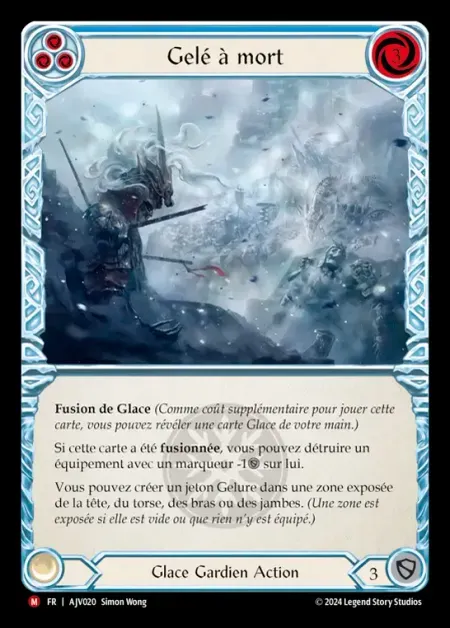 Gelé à mort
3
Fusion de Glace (Comme coût supplémentaire pour jouer cette
carte, vous pouvez révéler une carte Glace de votre main.)
Si cette carte a été fusionnée, vous pouvez détruire un
équipement avec un marqueur -1 sur lui.
Vous pouvez créer un jeton Gelure dans une zone exposée
de la tête, du torse, des bras ou des jambes. (Une zone est
exposée si elle est vide ou que rien n'y est équipé.)
Glace Gardien Action
3
M FR | AJV020 Simon Wong
© 2024 Legend Story Studios